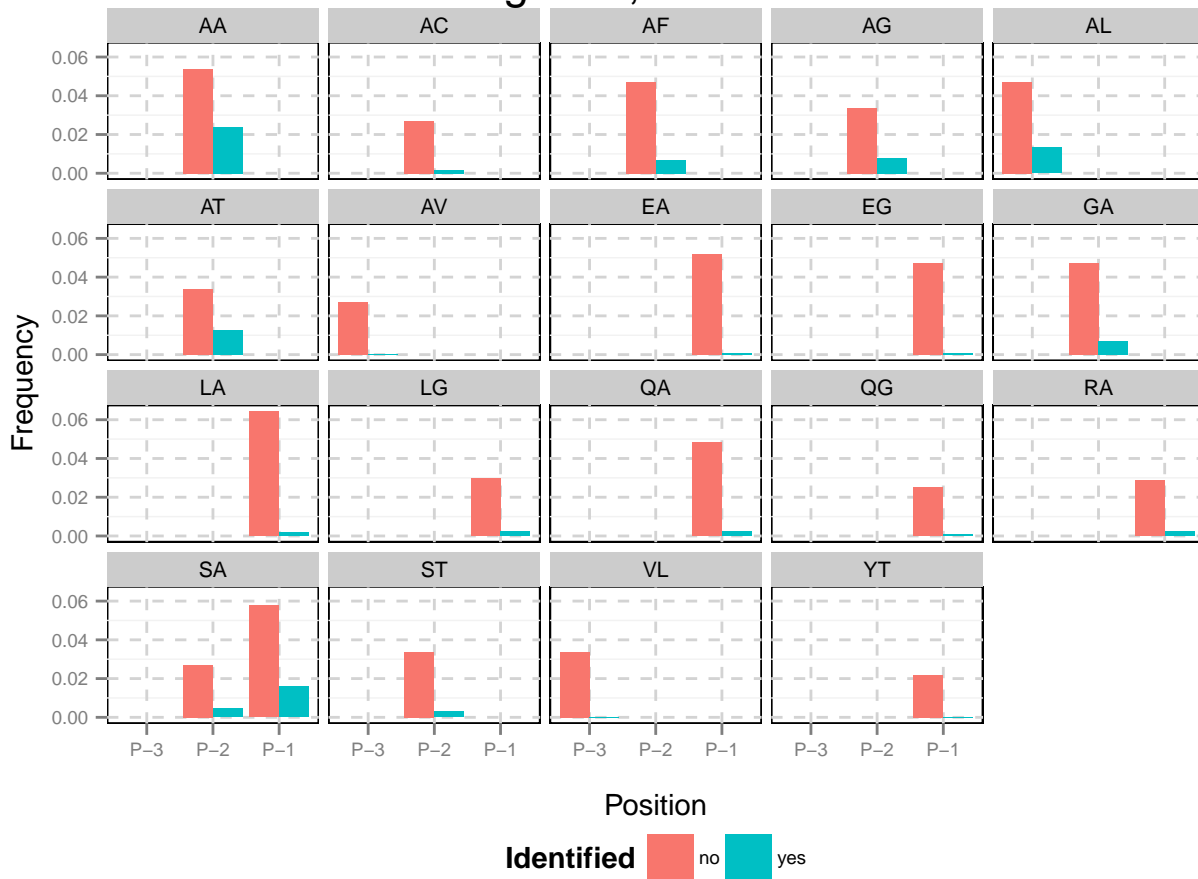 AA AC AF AG AL
0.06
0.04
0.02
0.00
AT AV EA EG GA
0.06
0.04
0.02
0.00
LA LG QA QG RA
0.06
0.04
0.02
0.00
SA ST VL YT
0.06
0.04
0.02
0.00
Frequency
P−3 P−2 P−1 P−3 P−2 P−1 P−3 P−2 P−1 P−3 P−2 P−1
Position
Identified no yes